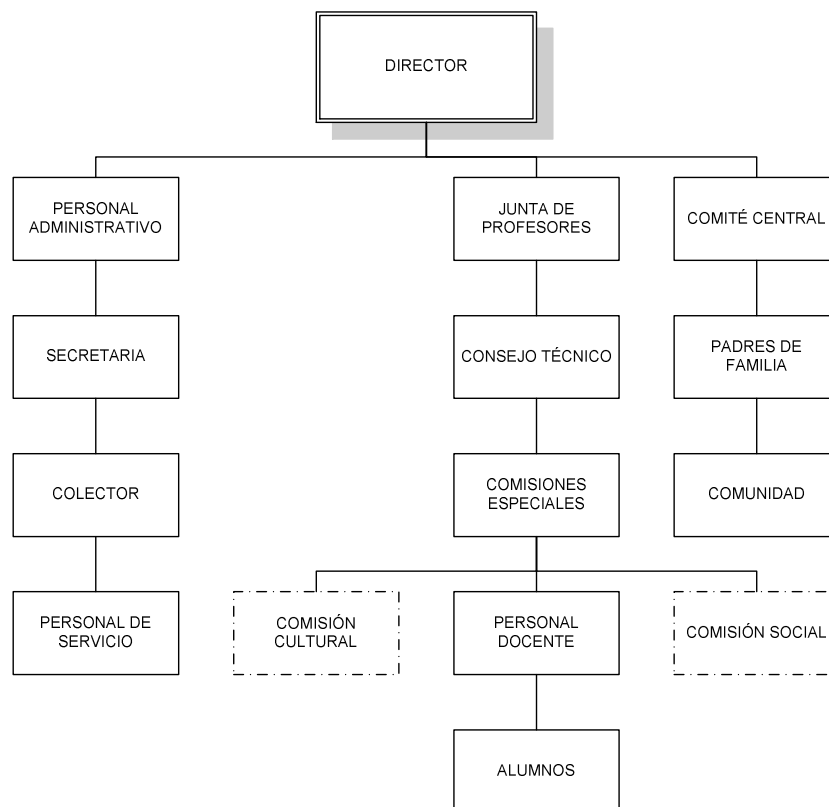 DIRECTOR
PERSONAL
ADMINISTRATIVO
JUNTA DE
PROFESORES
COMITÉ CENTRAL
SECRETARIA
CONSEJO TÉCNICO
PADRES DE
FAMILIA
COLECTOR
COMISIONES
ESPECIALES
COMUNIDAD
PERSONAL DE
SERVICIO
COMISIÓN
CULTURAL
PERSONAL
DOCENTE
COMISIÓN SOCIAL
ALUMNOS